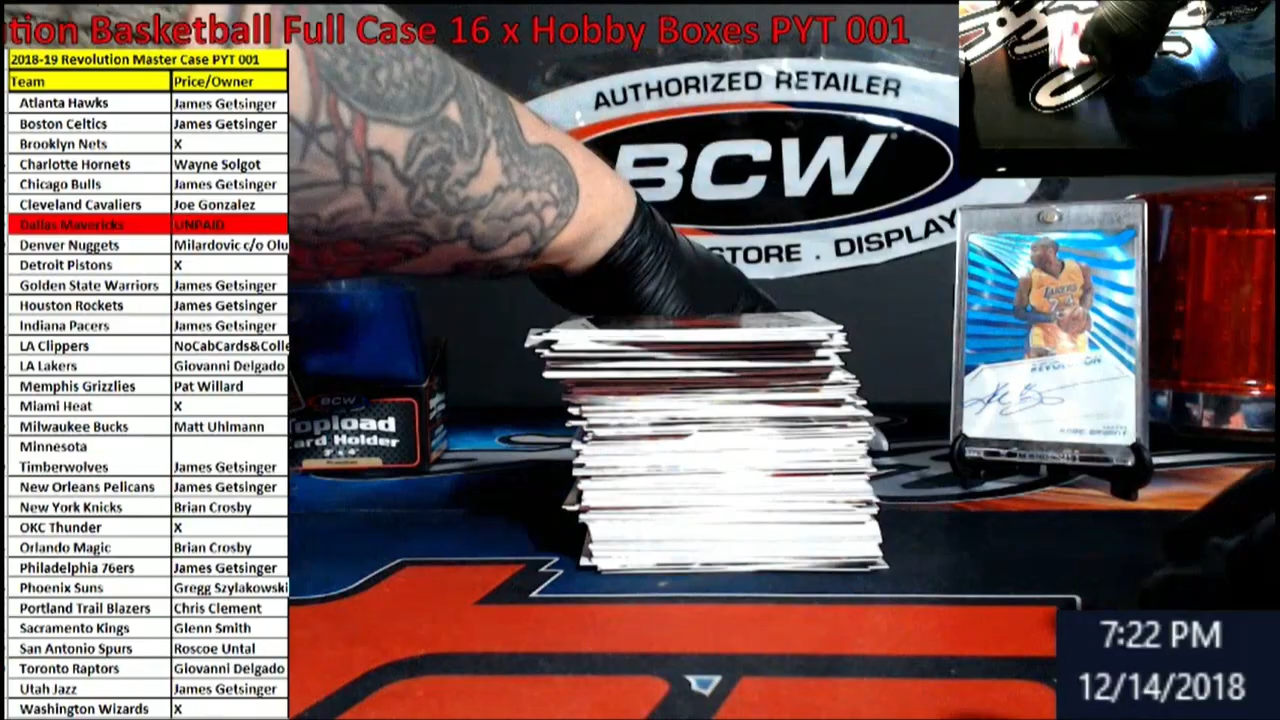 tion Basketball Full Case 16 x Hobby Boxes PYT 001
2018-19 Revolution Master Case PYT 001
Team Price/Owner
Atlanta Hawks James Getsinger
Boston Celtics James Getsinger
Brooklyn Nets X
Charlotte Hornets Wayne Solgot
Chicago Bulls James Getsinger
Cleveland Cavaliers Joe Gonzalez
Dallas Mavericks UNPAID
Denver Nuggets Milardovic c/o Olu
Detroit Pistons X
Golden State Warriors James Getsinger
Houston Rockets James Getsinger
Indiana Pacers James Getsinger
LA Clippers NoCabCards&Colle
LA Lakers Giovanni Delgado
Memphis Grizzlies Pat Willard
Miami Heat X
Milwaukee Bucks Matt Uhlmann
Minnesota
Timberwolves James Getsinger
New Orleans Pelicans James Getsinger
New York Knicks Brian Crosby
OKC Thunder X
Orlando Magic Brian Crosby
Philadelphia 76ers James Getsinger
Phoenix Suns Gregg Szylakowski
Portland Trail Blazers Chris Clement
Sacramento Kings Glenn Smith
San Antonio Spurs Roscoe Untal
Toronto Raptors Giovanni Delgado
Utah Jazz James Getsinger
Washington Wizards X
AUTHORIZED RETAILER
BCW
STORE . DISPLAY
BCW
Topload
ard Holder
LAKERS
24
REVOLUTION
KOBE BRYANT
7:22 PM
12/14/2018